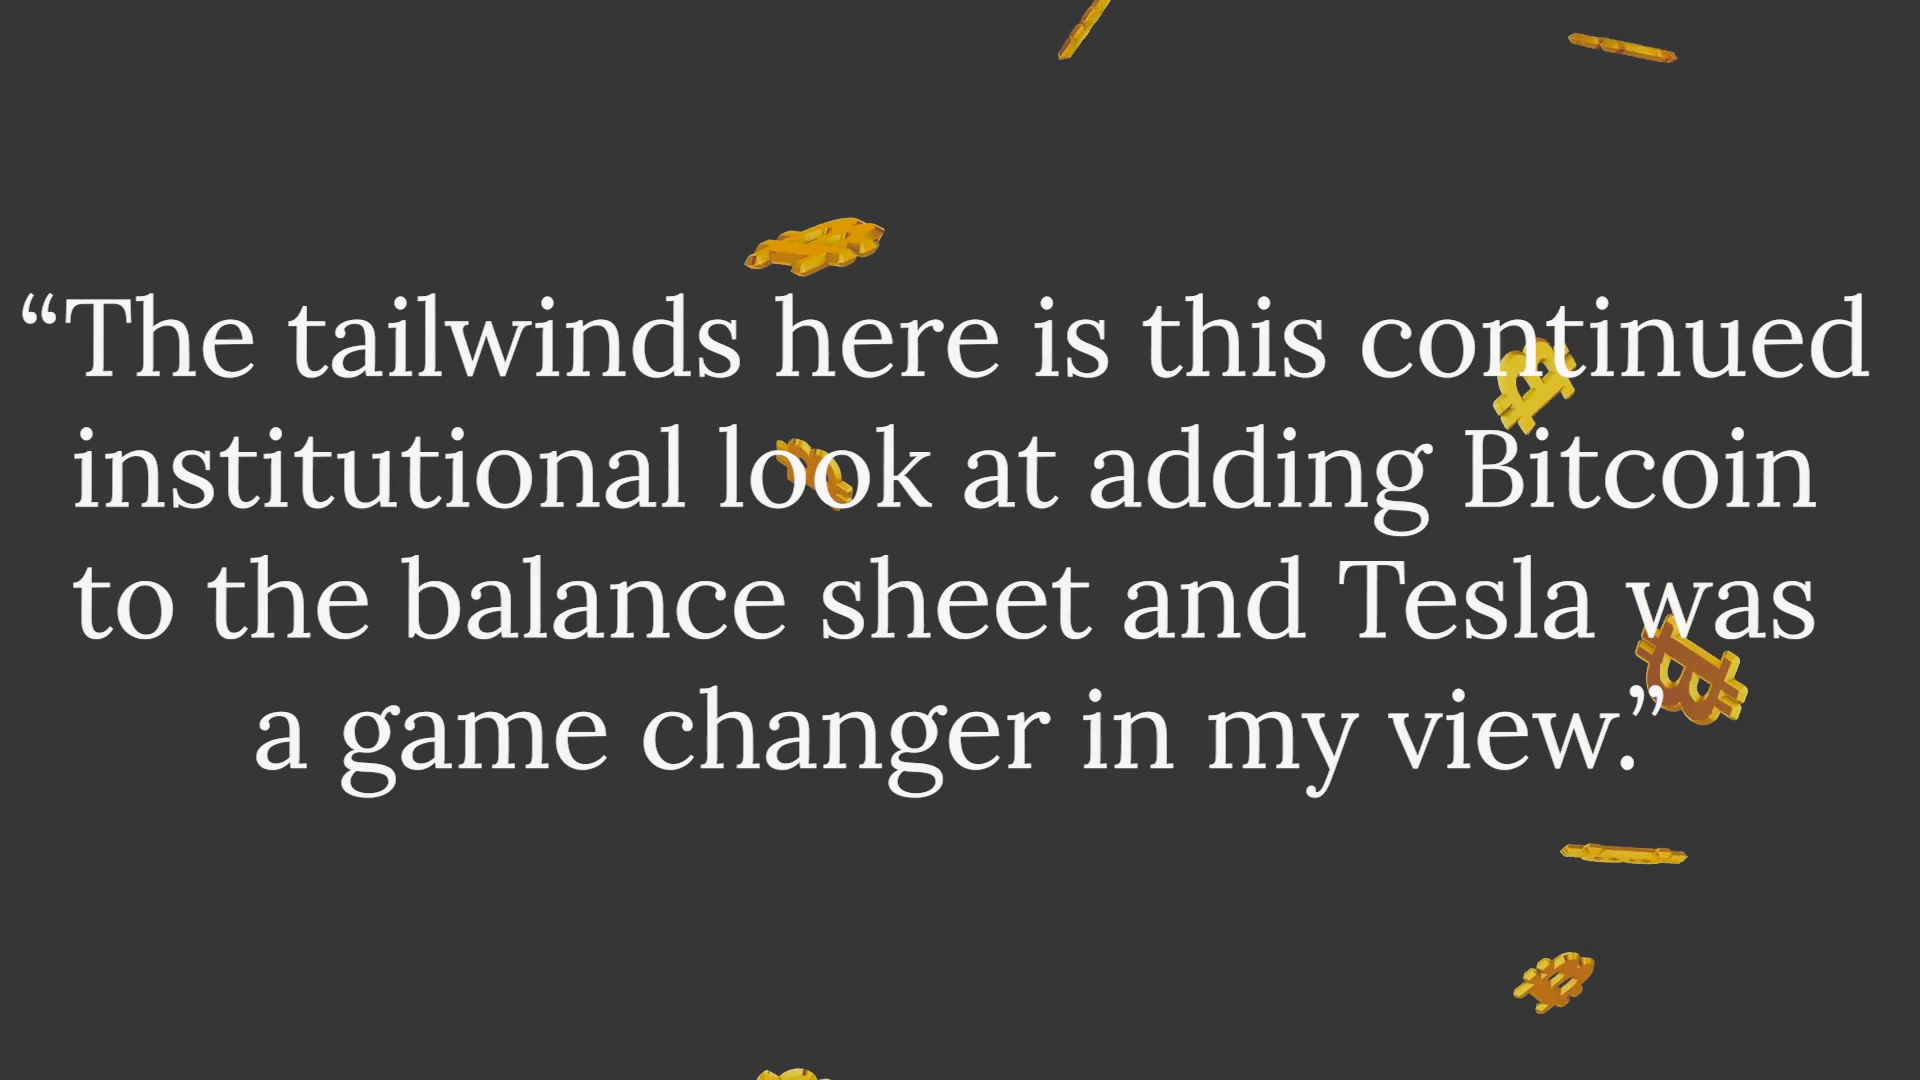 “The tailwinds here is this continued
institutional look at adding Bitcoin
to the balance sheet and Tesla was
a game changer in my view.”